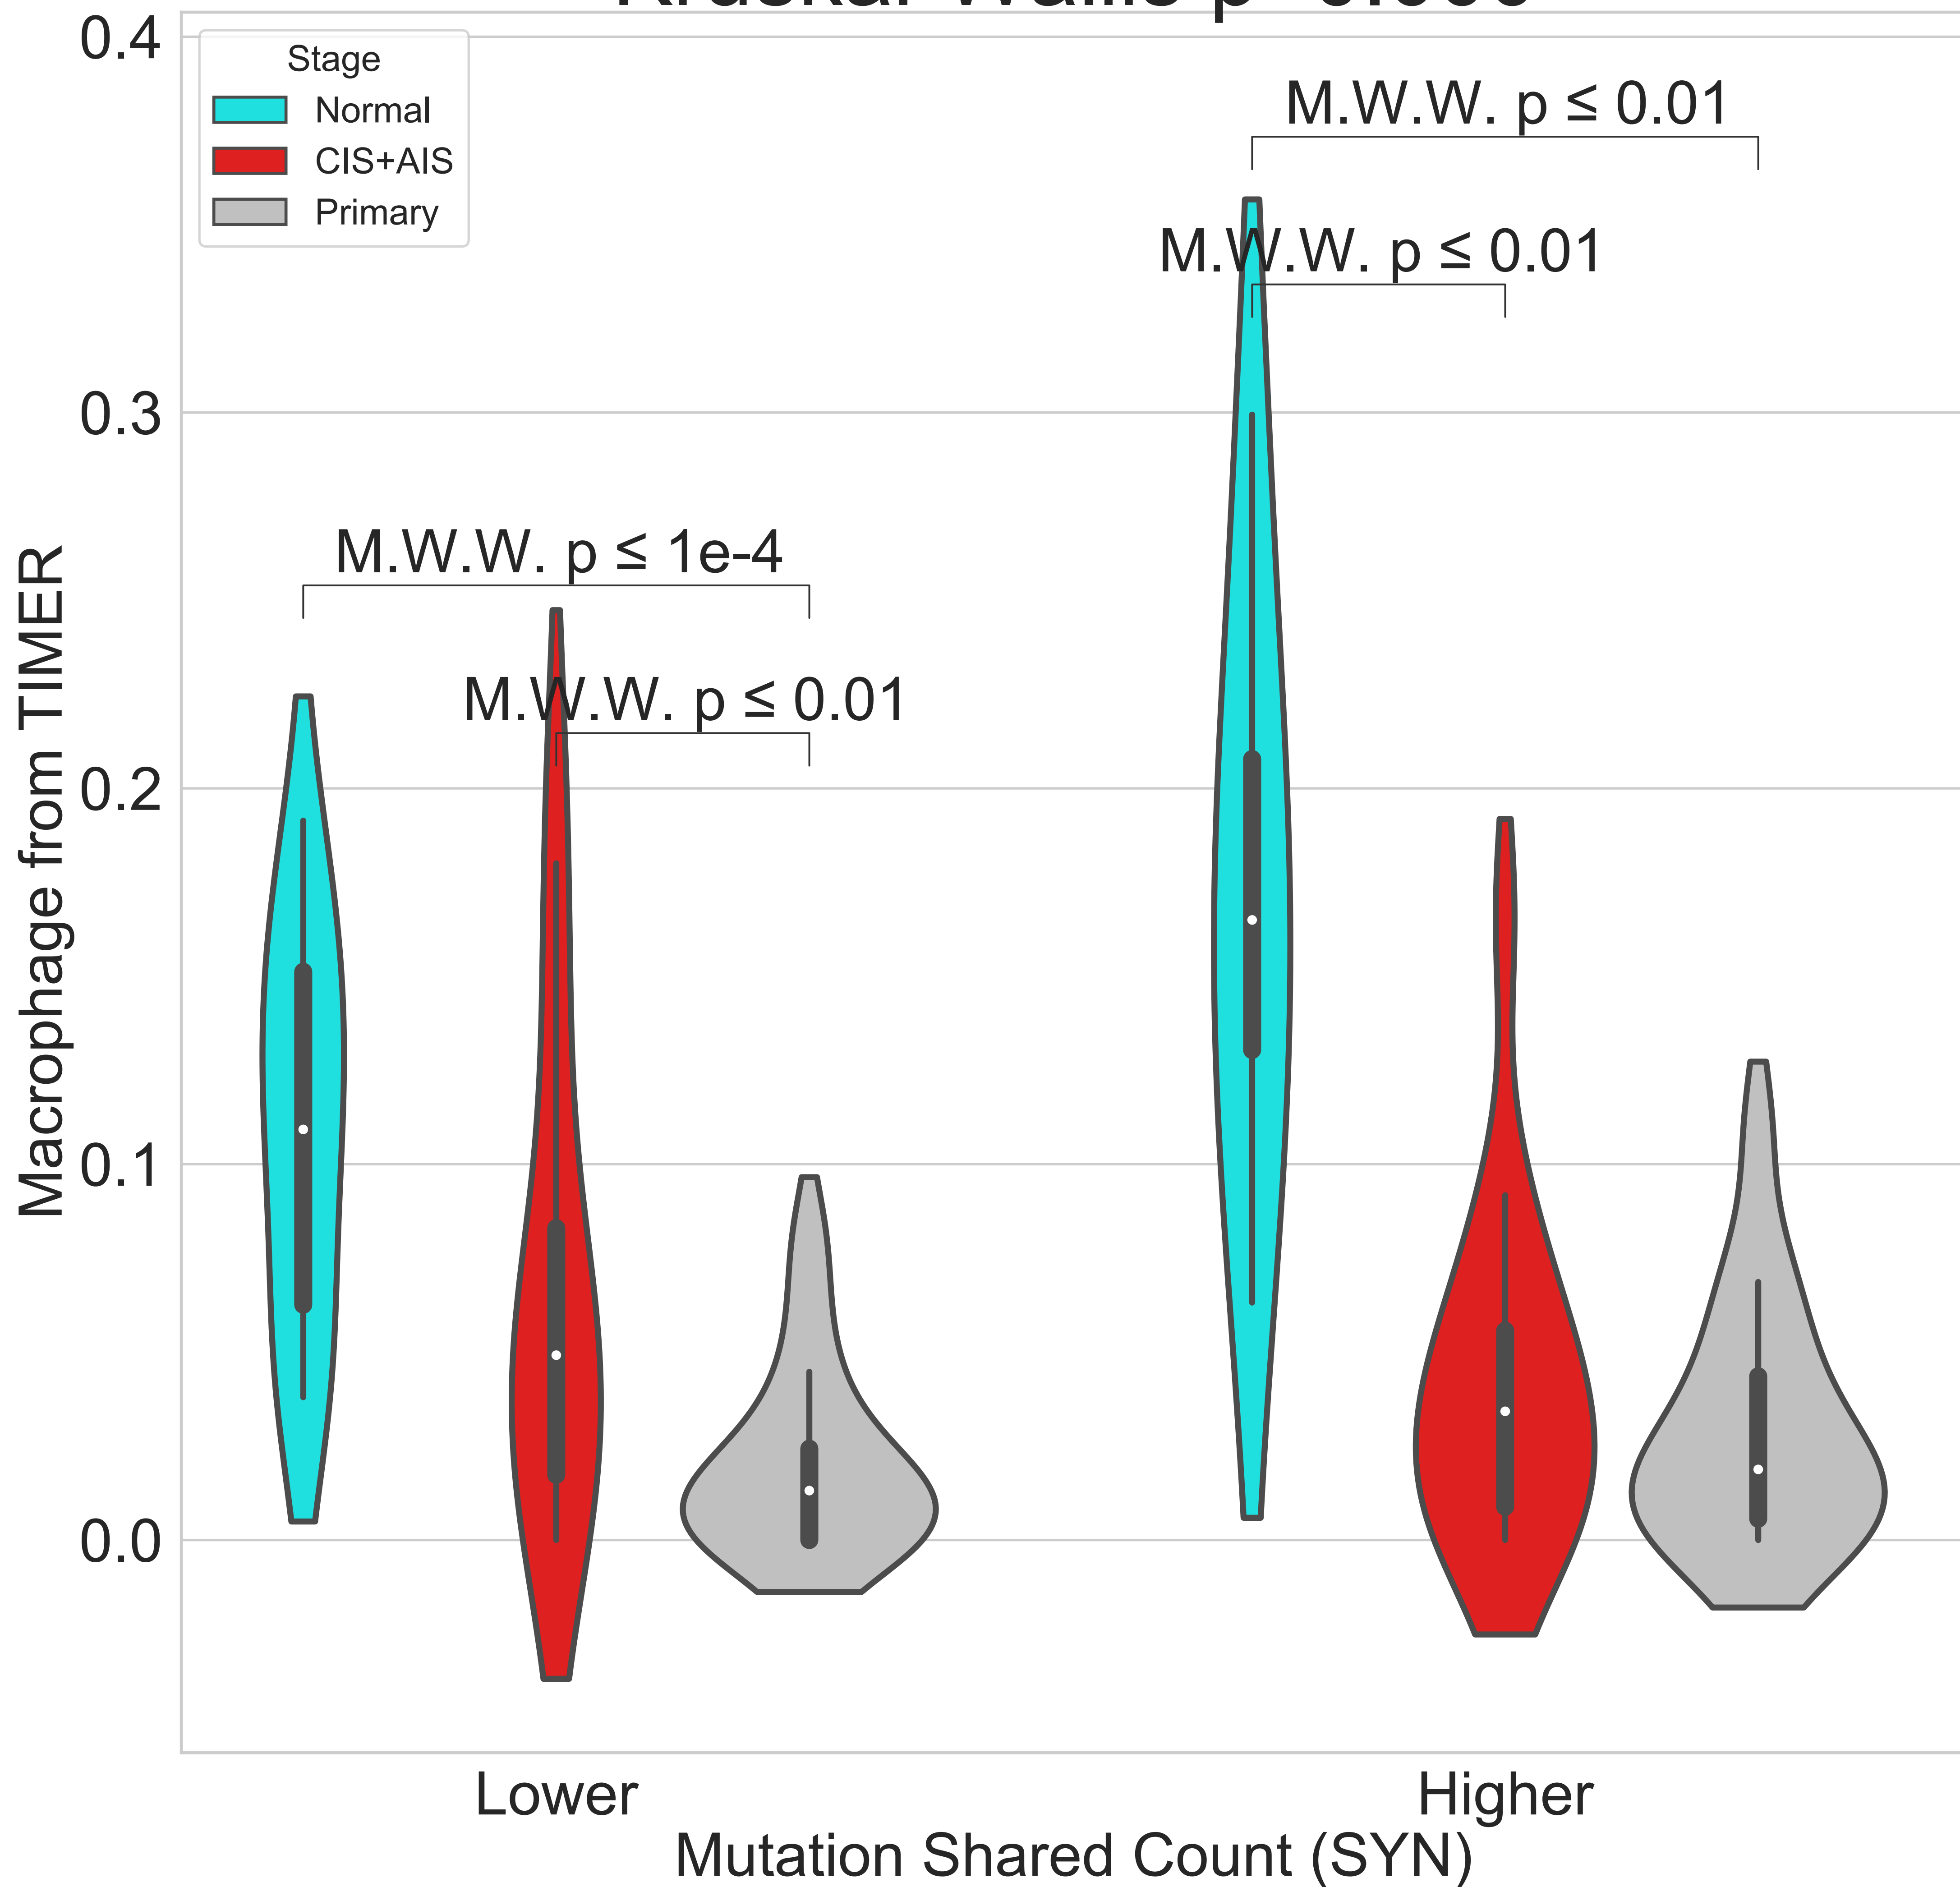 0.4
0.3
0.2
0.1
0.0
Macrophage from TIMER
Stage
Normal
CIS+AIS
Primary
M.W.W. p ≤ 0.01
M.W.W. p ≤ 0.01
M.W.W. p ≤ 1e-4
M.W.W. p ≤ 0.01
Lower
Higher
Mutation Shared Count (SYN)